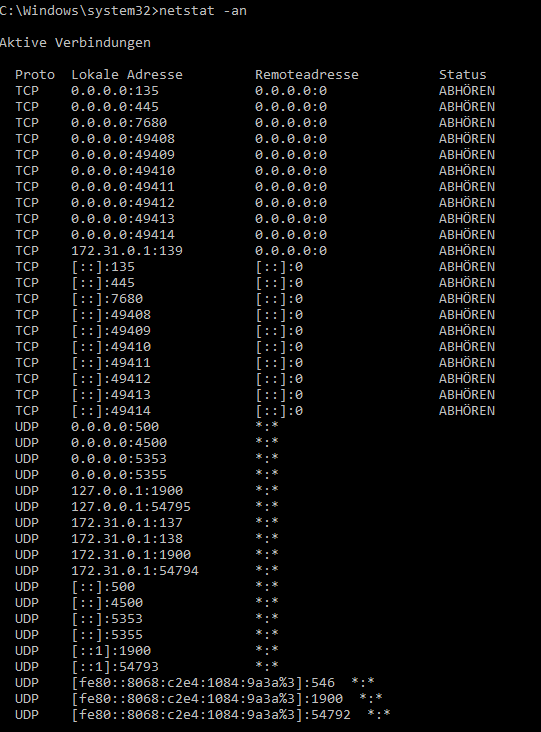 C:\Windows\system32>netstat -an
Aktive Verbindungen
Proto  Lokale Adresse         Remoteadresse          Status
TCP    0.0.0.0:135            0.0.0.0:0              ABHÖREN
TCP    0.0.0.0:445            0.0.0.0:0              ABHÖREN
TCP    0.0.0.0:7680           0.0.0.0:0              ABHÖREN
TCP    0.0.0.0:49408          0.0.0.0:0              ABHÖREN
TCP    0.0.0.0:49409          0.0.0.0:0              ABHÖREN
TCP    0.0.0.0:49410          0.0.0.0:0              ABHÖREN
TCP    0.0.0.0:49411          0.0.0.0:0              ABHÖREN
TCP    0.0.0.0:49412          0.0.0.0:0              ABHÖREN
TCP    0.0.0.0:49413          0.0.0.0:0              ABHÖREN
TCP    0.0.0.0:49414          0.0.0.0:0              ABHÖREN
TCP    172.31.0.1:139         0.0.0.0:0              ABHÖREN
TCP    [::]:135               [::]:0                 ABHÖREN
TCP    [::]:445               [::]:0                 ABHÖREN
TCP    [::]:7680              [::]:0                 ABHÖREN
TCP    [::]:49408             [::]:0                 ABHÖREN
TCP    [::]:49409             [::]:0                 ABHÖREN
TCP    [::]:49410             [::]:0                 ABHÖREN
TCP    [::]:49411             [::]:0                 ABHÖREN
TCP    [::]:49412             [::]:0                 ABHÖREN
TCP    [::]:49413             [::]:0                 ABHÖREN
TCP    [::]:49414             [::]:0                 ABHÖREN
UDP    0.0.0.0:500            *:*
UDP    0.0.0.0:4500           *:*
UDP    0.0.0.0:5353           *:*
UDP    0.0.0.0:5355           *:*
UDP    127.0.0.1:1900         *:*
UDP    127.0.0.1:54795        *:*
UDP    172.31.0.1:137         *:*
UDP    172.31.0.1:138         *:*
UDP    172.31.0.1:1900        *:*
UDP    172.31.0.1:54794       *:*
UDP    [::]:500               *:*
UDP    [::]:4500              *:*
UDP    [::]:5353              *:*
UDP    [::]:5355              *:*
UDP    [::1]:1900             *:*
UDP    [::1]:54793            *:*
UDP    [fe80::8068:c2e4:1084:9a3a%3]:546  *:*
UDP    [fe80::8068:c2e4:1084:9a3a%3]:1900  *:*
UDP    [fe80::8068:c2e4:1084:9a3a%3]:54792  *:*